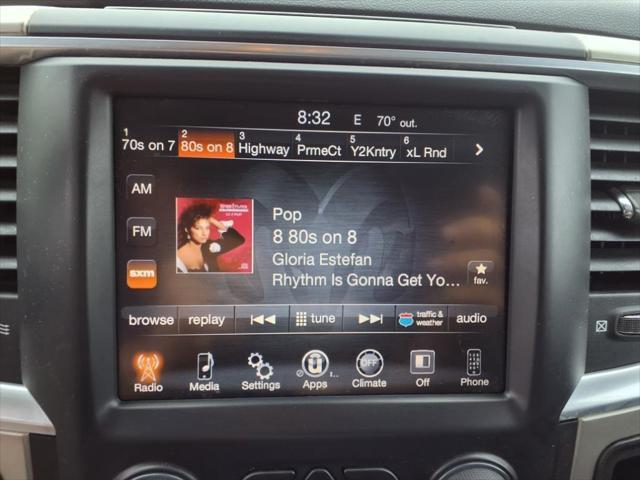 8:32 E 70° out.
1 2 3 4 5 6
70s on 7 80s on 8 Highway PrmeCt Y2Kntry xL Rnd
AM
FM
sxm
Pop
8 80s on 8
Gloria Estefan
Rhythm Is Gonna Get Yo...
fav.
browse replay tune traffic & weather audio
OFF
Radio Media Settings Apps Climate Off Phone